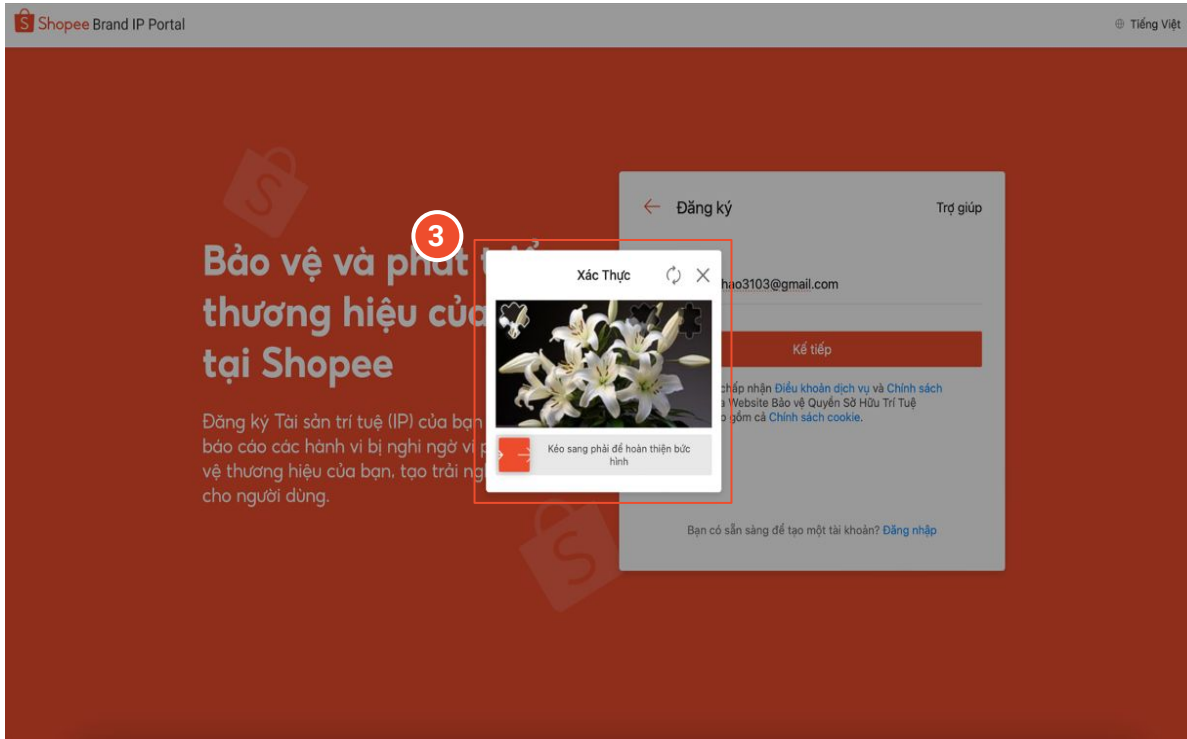 Shopee Brand IP Portal
Tiếng Việt
Đăng ký
Trợ giúp
3
Bảo vệ và phát
thương hiệu của
tại Shopee
Đăng ký Tài sản trí tuệ (IP) của bạn
báo cáo các hành vi bị nghi ngờ vi
vệ thương hiệu của bạn, tạo trải
cho người dùng.
Xác Thực
Kéo sang phải để hoàn thiện bức
hình
hao3103@gmail.com
Kế tiếp
chấp nhận Điều khoản dịch vụ và Chính sách
Website Bảo vệ Quyền Sở Hữu Trí Tuệ
gồm cả Chính sách cookie.
Bạn có sẵn sàng để tạo một tài khoản? Đăng nhập